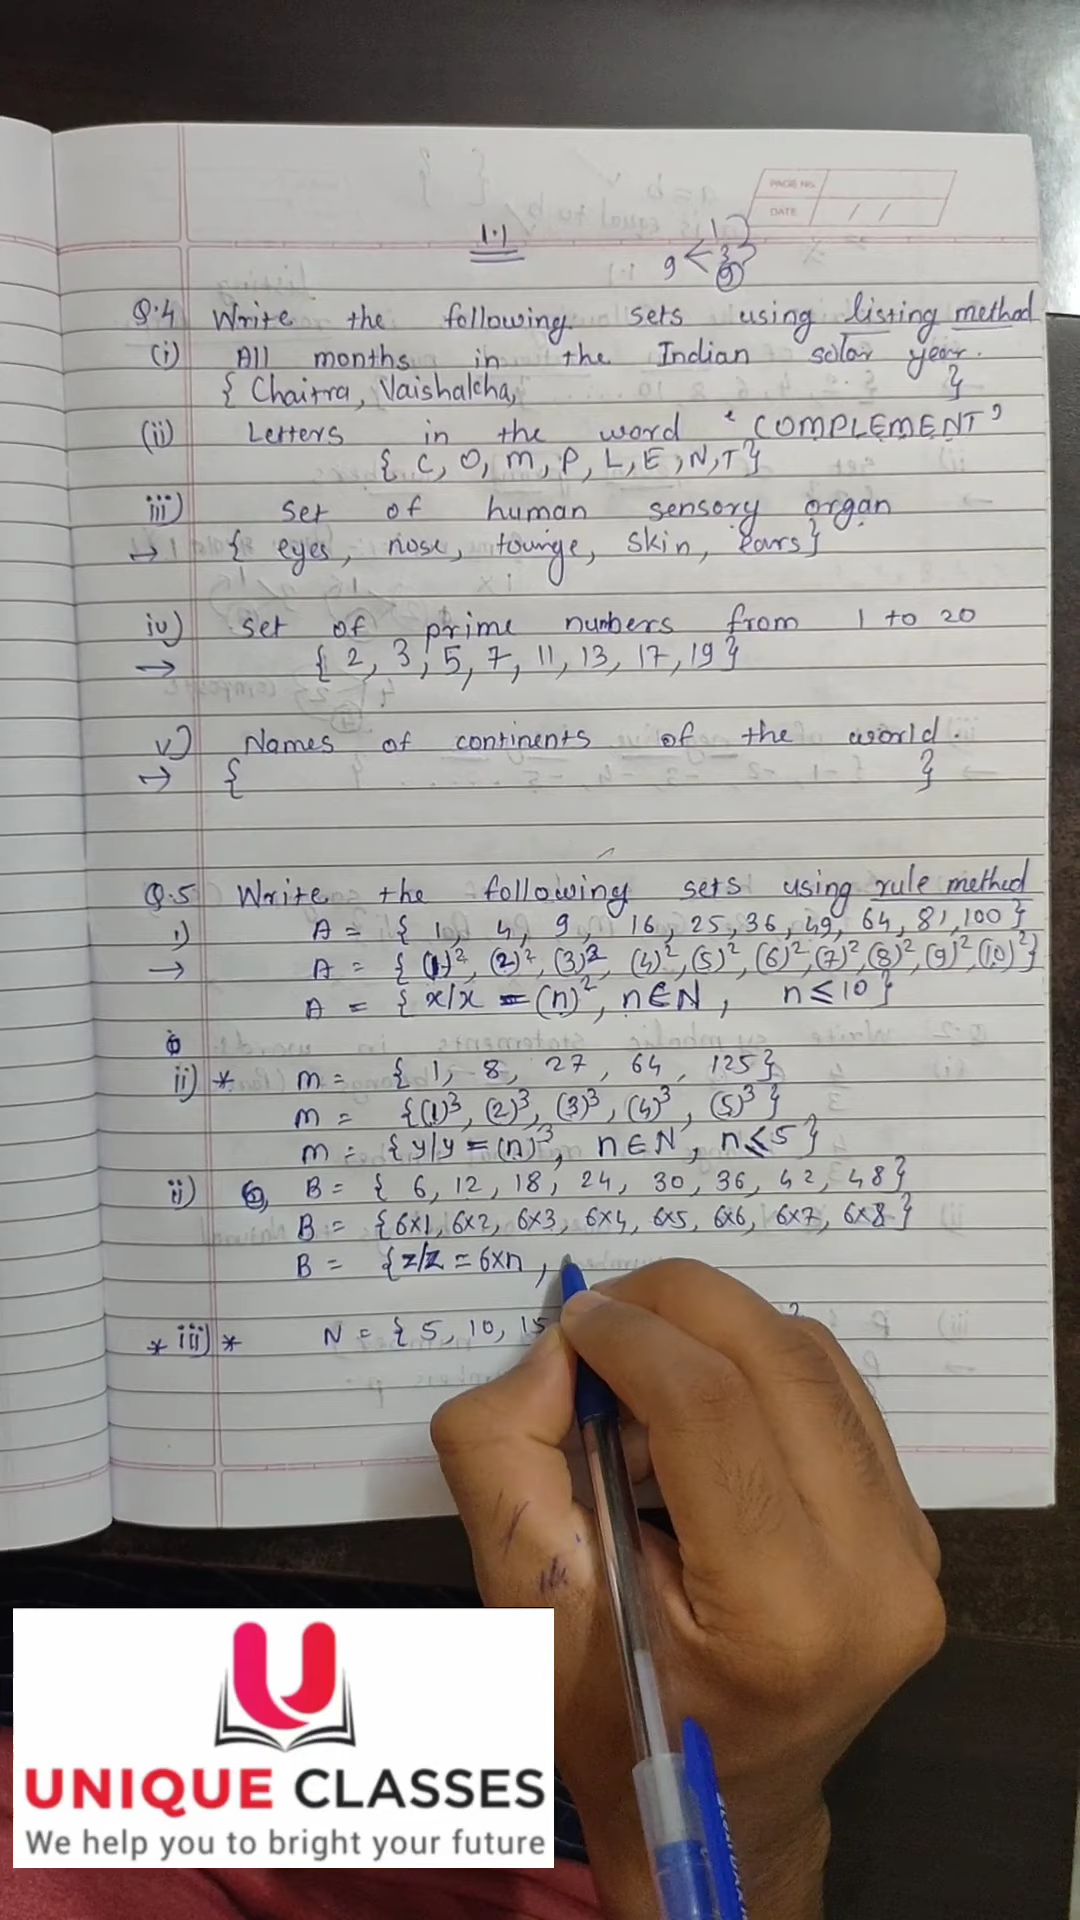 PAGE NO.
DATE / /
1.1
9 < 1 3 9
Q.4 Write the following sets using listing method
(i) All months in the Indian solar year.
{ Chaitra, Vaishakha, }
(ii) Letters in the word 'COMPLEMENT'
{ C, O, m, P, L, E, N, T }
iii) Set of human sensory organ
→ { eyes, nose, tounge, skin, Ears }
iv) Set of prime numbers from 1 to 20
→ { 2, 3, 5, 7, 11, 13, 17, 19 }
v) Names of continents of the world.
→ { }
Q.5 Write the following sets using rule method
i) A = { 1, 4, 9, 16, 25, 36, 49, 64, 81, 100 }
→ A = { (1)², (2)², (3)², (4)², (5)², (6)², (7)², (8)², (9)², (10)² }
A = { x/x = (n)², n∈N, n≤10 }
ii) * m = { 1, 8, 27, 64, 125 }
m = { (1)³, (2)³, (3)³, (4)³, (5)³ }
m = { y/y = (n)³, n∈N, n≤5 }
ii) B = { 6, 12, 18, 24, 30, 36, 42, 48 }
B = { 6×1, 6×2, 6×3, 6×4, 6×5, 6×6, 6×7, 6×8 }
B = { z/z = 6×n ,
* iii) * N = { 5, 10, 15
UNIQUE CLASSES
We help you to bright your future